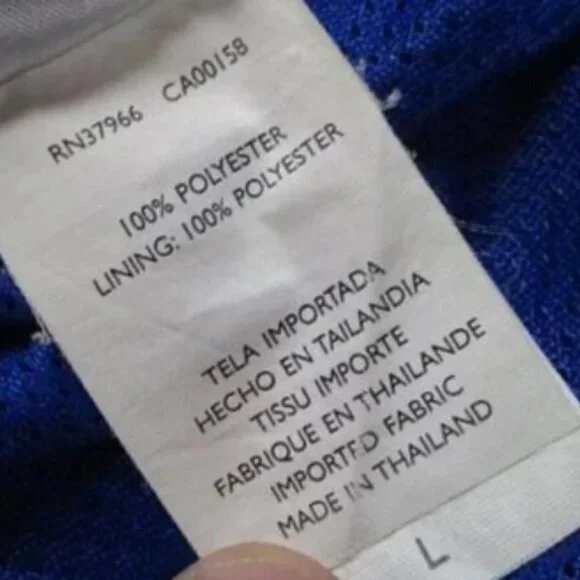 RN37966 CA00158
100% POLYESTER
LINING: 100% POLYESTER
TELA IMPORTADA
HECHO EN TAILANDIA
TISSU IMPORTE
FABRIQUE EN THAILANDE
IMPORTED FABRIC
MADE IN THAILAND
L